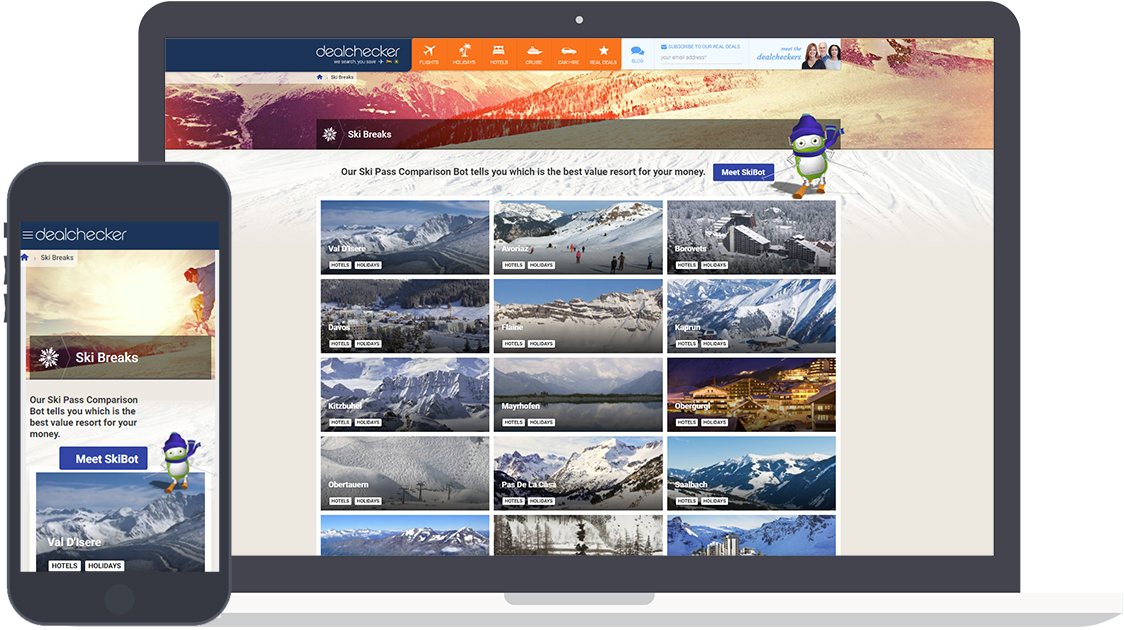 dealchecker
we search, you save
FLIGHTS
HOLIDAYS
HOTELS
CRUISE
CAR HIRE
REAL DEALS
BLOG
SUBSCRIBE TO OUR REAL DEALS
your email address*
meet the
dealcheckers
Ski Breaks
Ski Breaks
Our Ski Pass Comparison Bot tells you which is the best value resort for your money.
Meet SkiBot
Val D'Isere
HOTELS HOLIDAYS
Avoriaz
HOTELS HOLIDAYS
Borovets
HOTELS HOLIDAYS
Davos
HOTELS HOLIDAYS
Flaine
HOTELS HOLIDAYS
Kaprun
HOTELS HOLIDAYS
Kitzbuhel
HOTELS HOLIDAYS
Mayrhofen
HOTELS HOLIDAYS
Obergurgl
HOTELS HOLIDAYS
Obertauern
HOTELS HOLIDAYS
Pas De La Casa
HOTELS HOLIDAYS
Saalbach
HOTELS HOLIDAYS
dealchecker
Ski Breaks
Ski Breaks
Our Ski Pass Comparison
Bot tells you which is the
best value resort for your
money.
Meet SkiBot
Val D'Isere
HOTELS HOLIDAYS